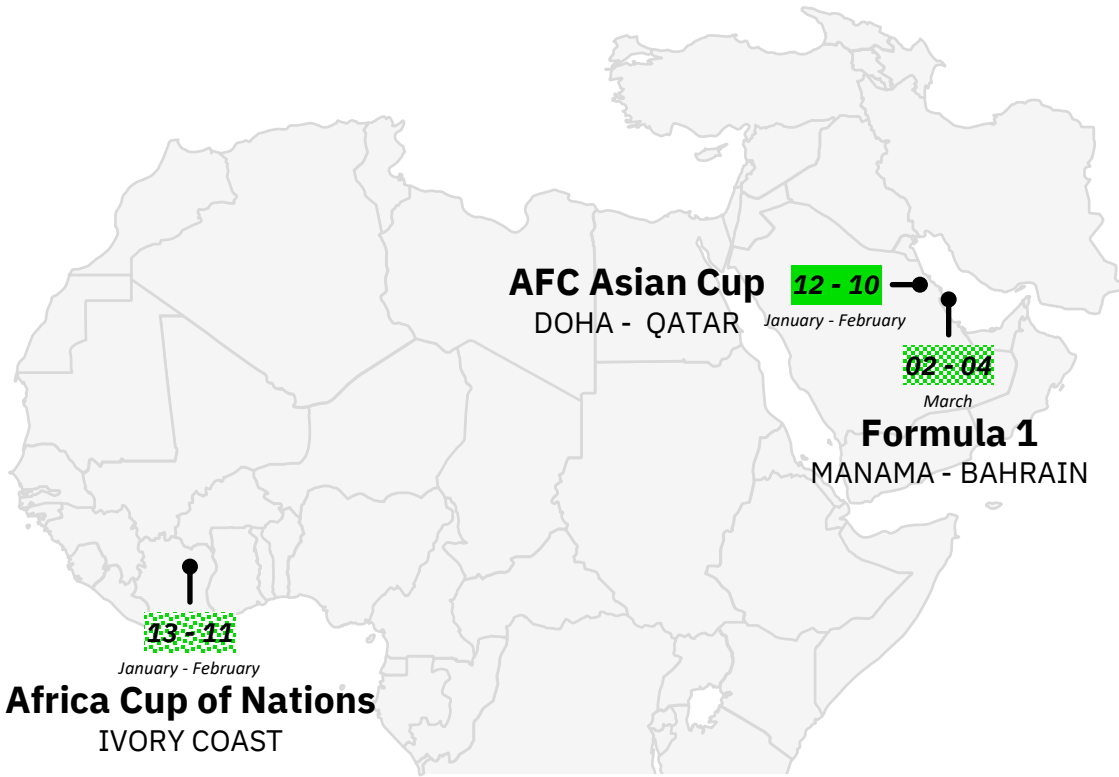 AFC Asian Cup 12 - 10
DOHA - QATAR January - February
02 - 04
March
Formula 1
MANAMA - BAHRAIN
13 - 11
January - February
Africa Cup of Nations
IVORY COAST